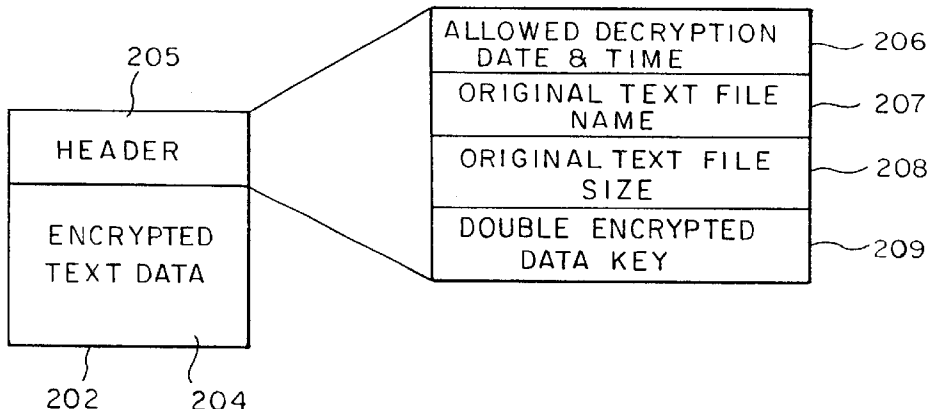 205
HEADER
ENCRYPTED
TEXT DATA
202
204
ALLOWED DECRYPTION
DATE & TIME
206
ORIGINAL TEXT FILE
NAME
207
ORIGINAL TEXT FILE
SIZE
208
DOUBLE ENCRYPTED
DATA KEY
209